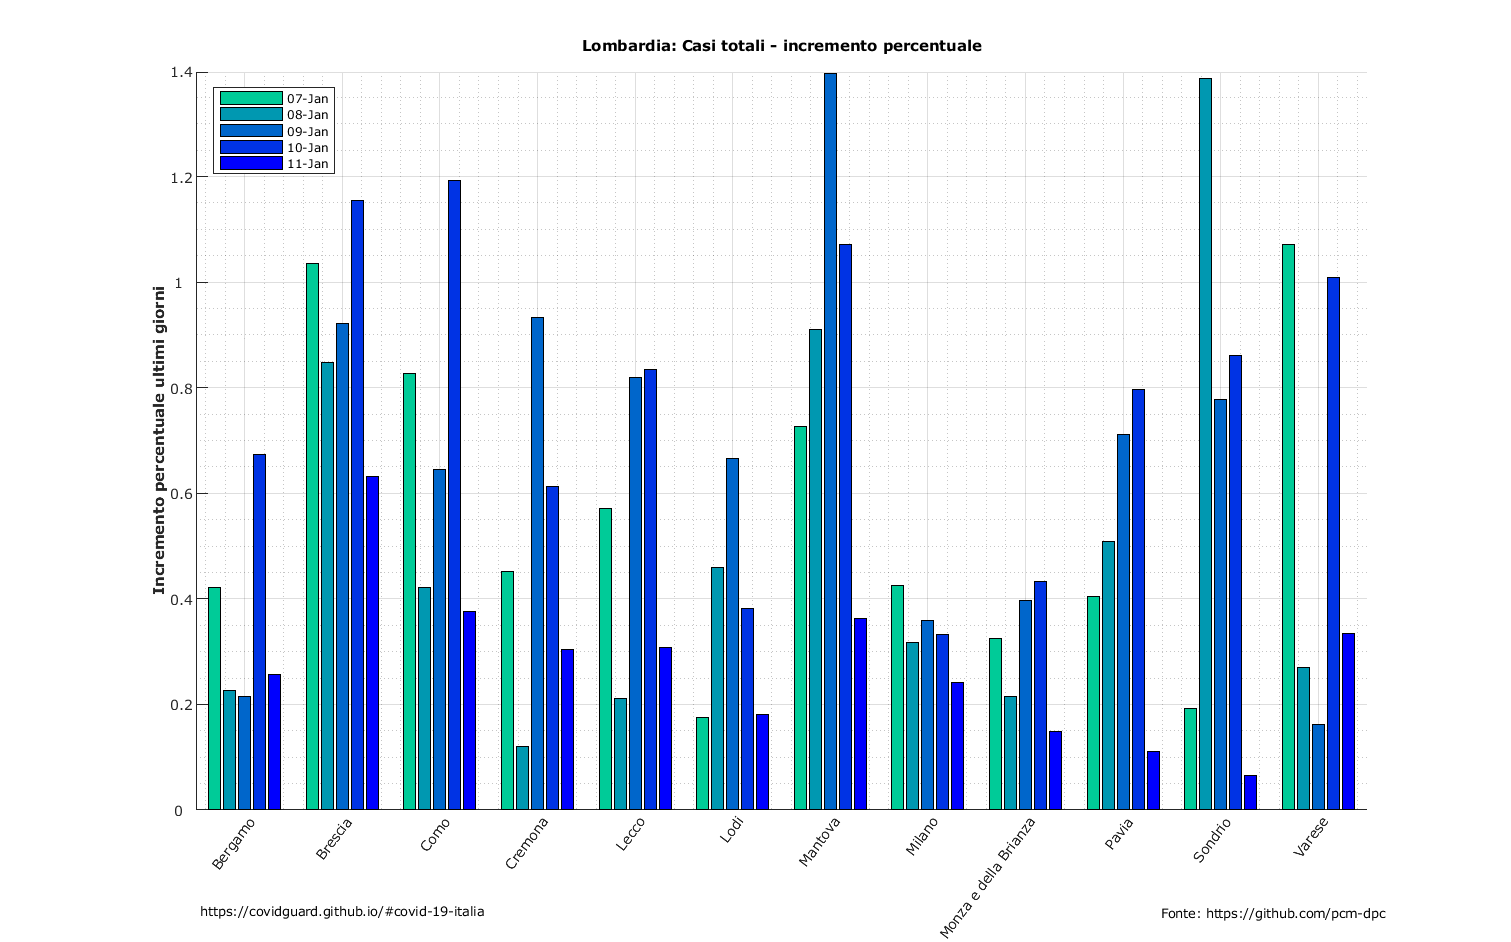 Lombardia: Casi totali - incremento percentuale
1.4
1.2
1
0.8
0.6
0.4
0.2
0
Incremento percentuale ultimi giorni
07-Jan
08-Jan
09-Jan
10-Jan
11-Jan
Bergamo
Brescia
Como
Cremona
Lecco
Lodi
Mantova
Milano
Monza e della Brianza
Pavia
Sondrio
Varese
https://covidguard.github.io/#covid-19-italia
Fonte: https://github.com/pcm-dpc